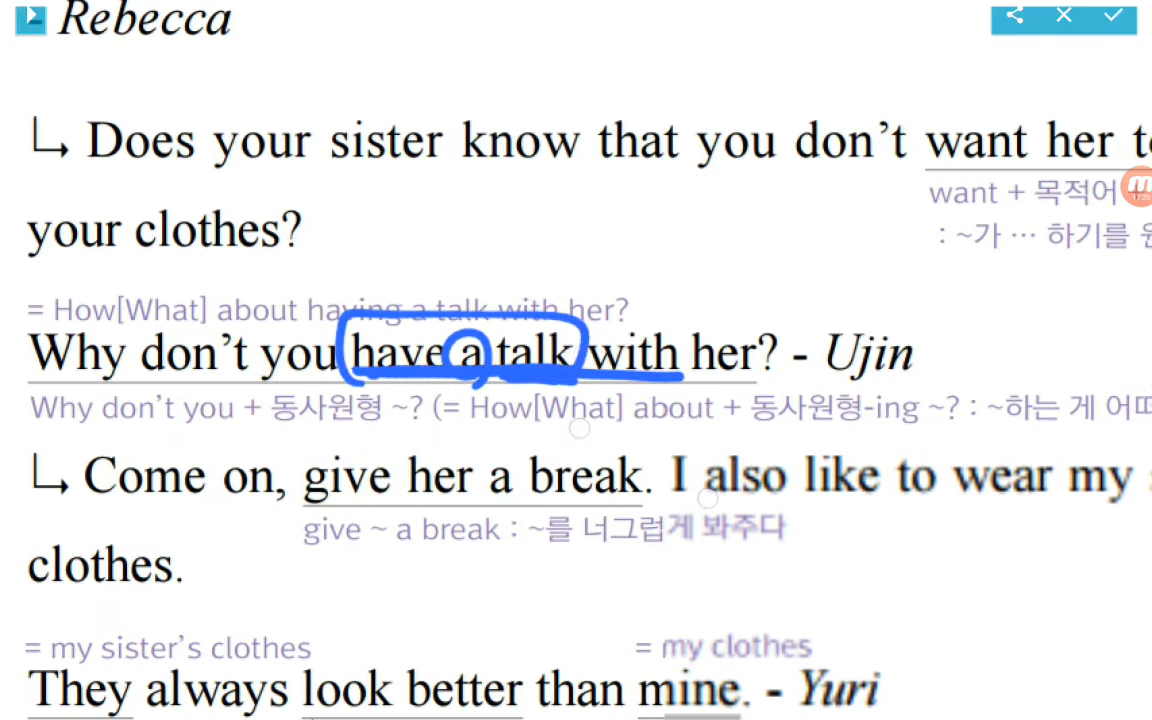 Rebecca
Does your sister know that you don't want her
want + 목적어 +
your clothes?
: ~가 … 하기를
= How[What] about having a talk with her?
Why don't you have a talk with her? - Ujin
Why don't you + 동사원형 ~? (= How[What] about + 동사원형-ing ~? : ~하는 게
Come on, give her a break. I also like to wear my
give ~ a break : ~를 너그럽게 봐주다
clothes.
= my sister's clothes = my clothes
They always look better than mine. - Yuri